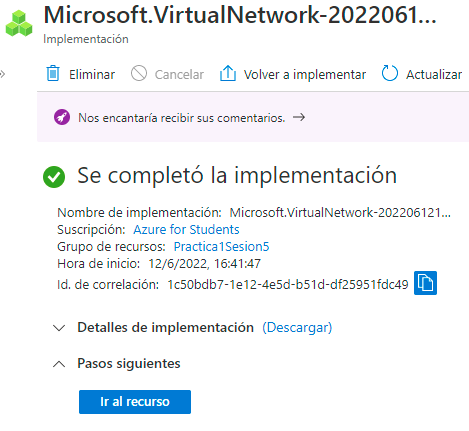 Microsoft.VirtualNetwork-2022061...
Implementación
Eliminar Cancelar Volver a implementar Actualizar
Nos encantaría recibir sus comentarios. →
Se completó la implementación
Nombre de implementación: Microsoft.VirtualNetwork-202206121...
Suscripción: Azure for Students
Grupo de recursos: Practica1Sesion5
Hora de inicio: 12/6/2022, 16:41:47
Id. de correlación: 1c50bdb7-1e12-4e5d-b51d-df25951fdc49
Detalles de implementación (Descargar)
Pasos siguientes
Ir al recurso